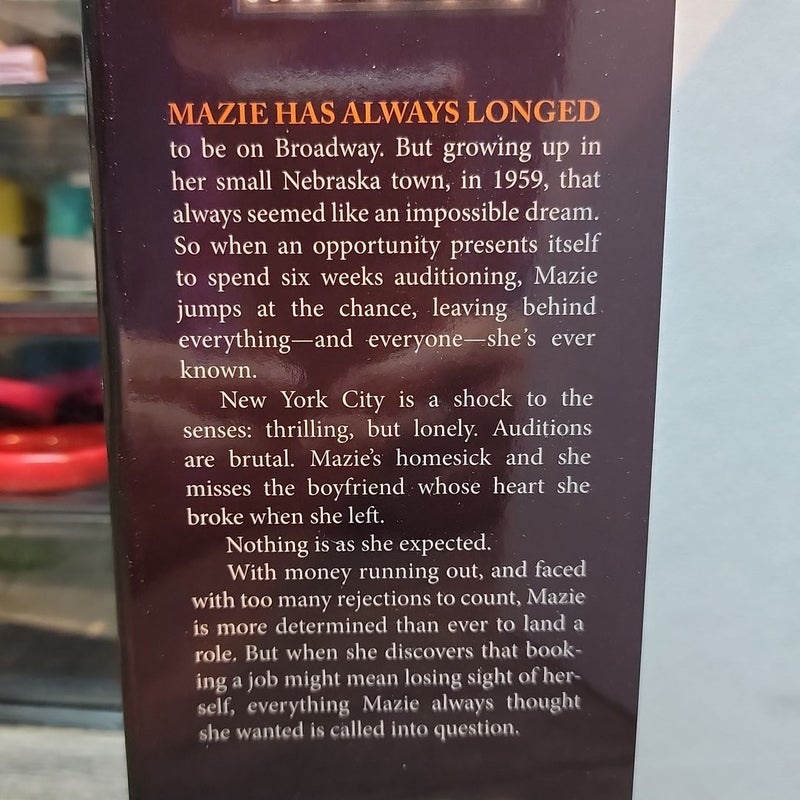 MAZIE HAS ALWAYS LONGED
to be on Broadway. But growing up in
her small Nebraska town, in 1959, that
always seemed like an impossible dream.
So when an opportunity presents itself
to spend six weeks auditioning, Mazie
jumps at the chance, leaving behind
everything—and everyone—she's ever
known.
New York City is a shock to the
senses: thrilling, but lonely. Auditions
are brutal. Mazie's homesick and she
misses the boyfriend whose heart she
broke when she left.
Nothing is as she expected.
With money running out, and faced
with too many rejections to count, Mazie
is more determined than ever to land a
role. But when she discovers that book-
ing a job might mean losing sight of her-
self, everything Mazie always thought
she wanted is called into question.